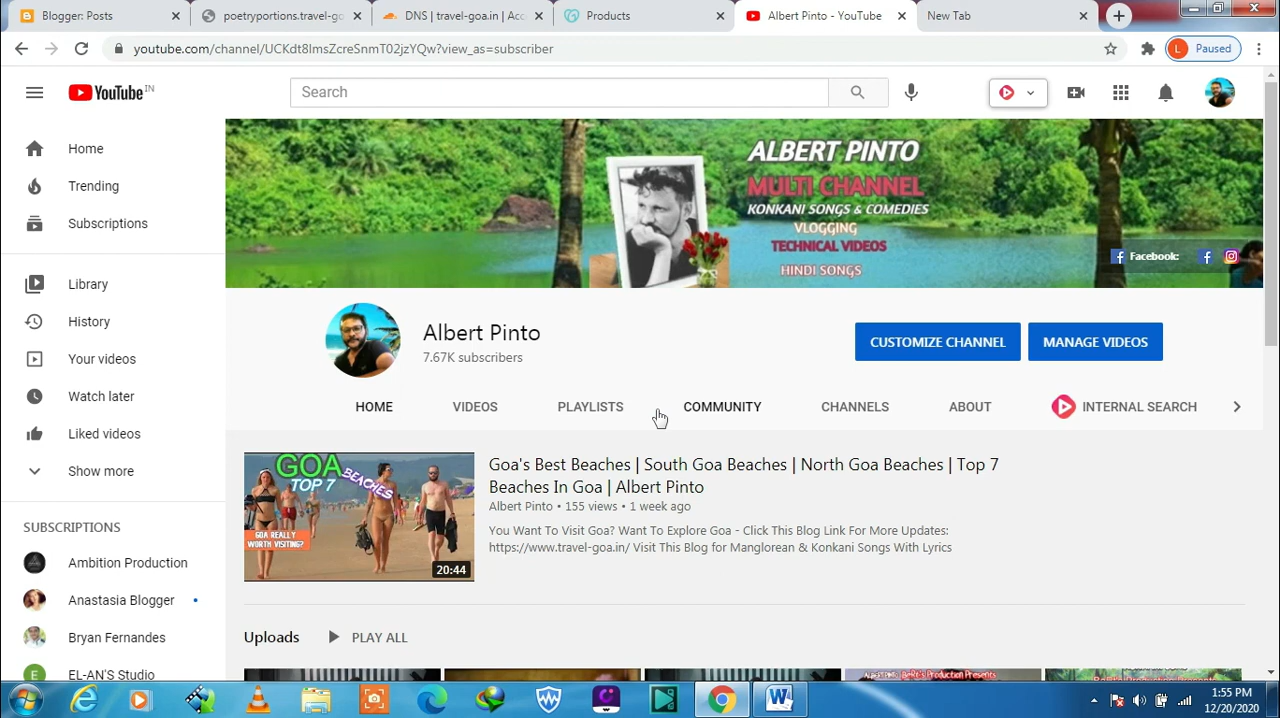 Blogger: Posts
poetryportions.travel-go
DNS | travel-goa.in |
Products
Albert Pinto - YouTube
New Tab
youtube.com/channel/UCKdt8lmsZcreSnmT02jzYQw?view_as=subscriber
L
Paused
YouTube IN
Search
Home
Trending
Subscriptions
Library
History
Your videos
Watch later
Liked videos
Show more
SUBSCRIPTIONS
Ambition Production
Anastasia Blogger
Bryan Fernandes
E
EL-AN'S Studio
ALBERT PINTO
MULTI CHANNEL
KONKANI SONGS & COMEDIES
VLOGGING
TECHNICAL VIDEOS
HINDI SONGS
Facebook:
Albert Pinto
7.67K subscribers
CUSTOMIZE CHANNEL
MANAGE VIDEOS
HOME
VIDEOS
PLAYLISTS
COMMUNITY
CHANNELS
ABOUT
INTERNAL SEARCH
GOA
TOP 7
BEACHES
GOA REALLY
WORTH VISITING?
20:44
Goa's Best Beaches | South Goa Beaches | North Goa Beaches | Top 7
Beaches In Goa | Albert Pinto
Albert Pinto • 155 views • 1 week ago
You Want To Visit Goa? Want To Explore Goa - Click This Blog Link For More Updates:
https://www.travel-goa.in/ Visit This Blog for Manglorean & Konkani Songs With Lyrics
Uploads
PLAY ALL
1:55 PM
12/20/2020